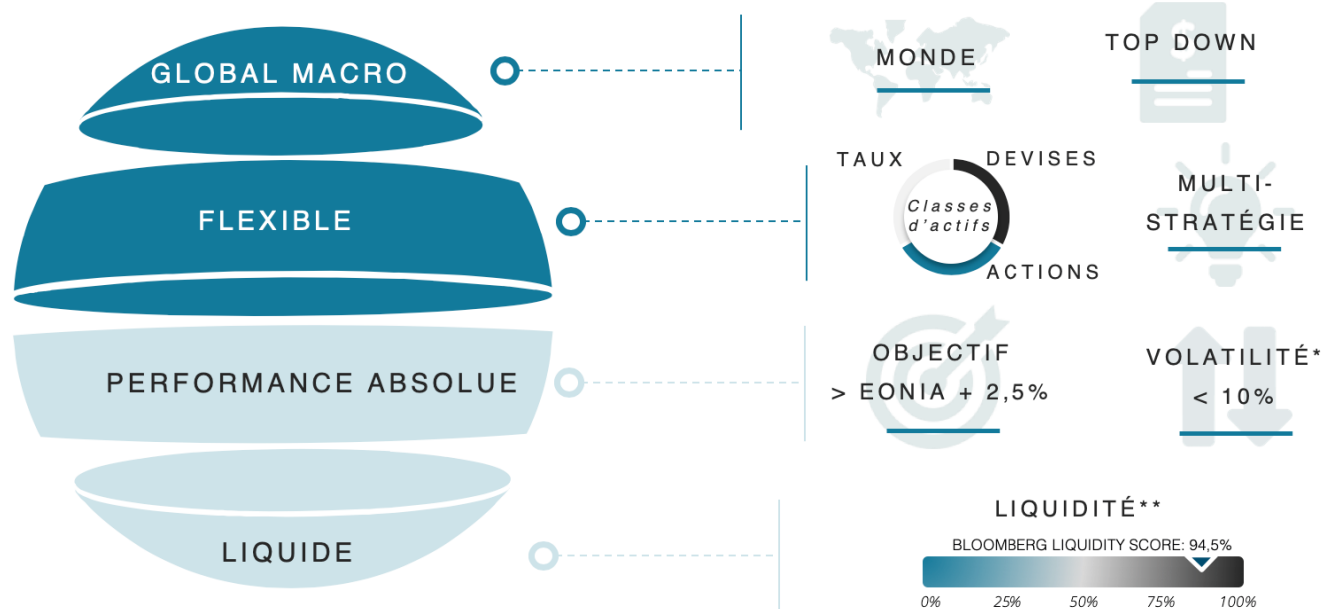 GLOBAL MACRO
MONDE
TOP DOWN
FLEXIBLE
TAUX
DEVISES
Classes
d'actifs
ACTIONS
MULTI-
STRATÉGIE
PERFORMANCE ABSOLUE
OBJECTIF
> EONIA + 2,5%
VOLATILITÉ*
< 10%
LIQUIDE
LIQUIDITÉ**
BLOOMBERG LIQUIDITY SCORE: 94,5%
0% 25% 50% 75% 100%
$